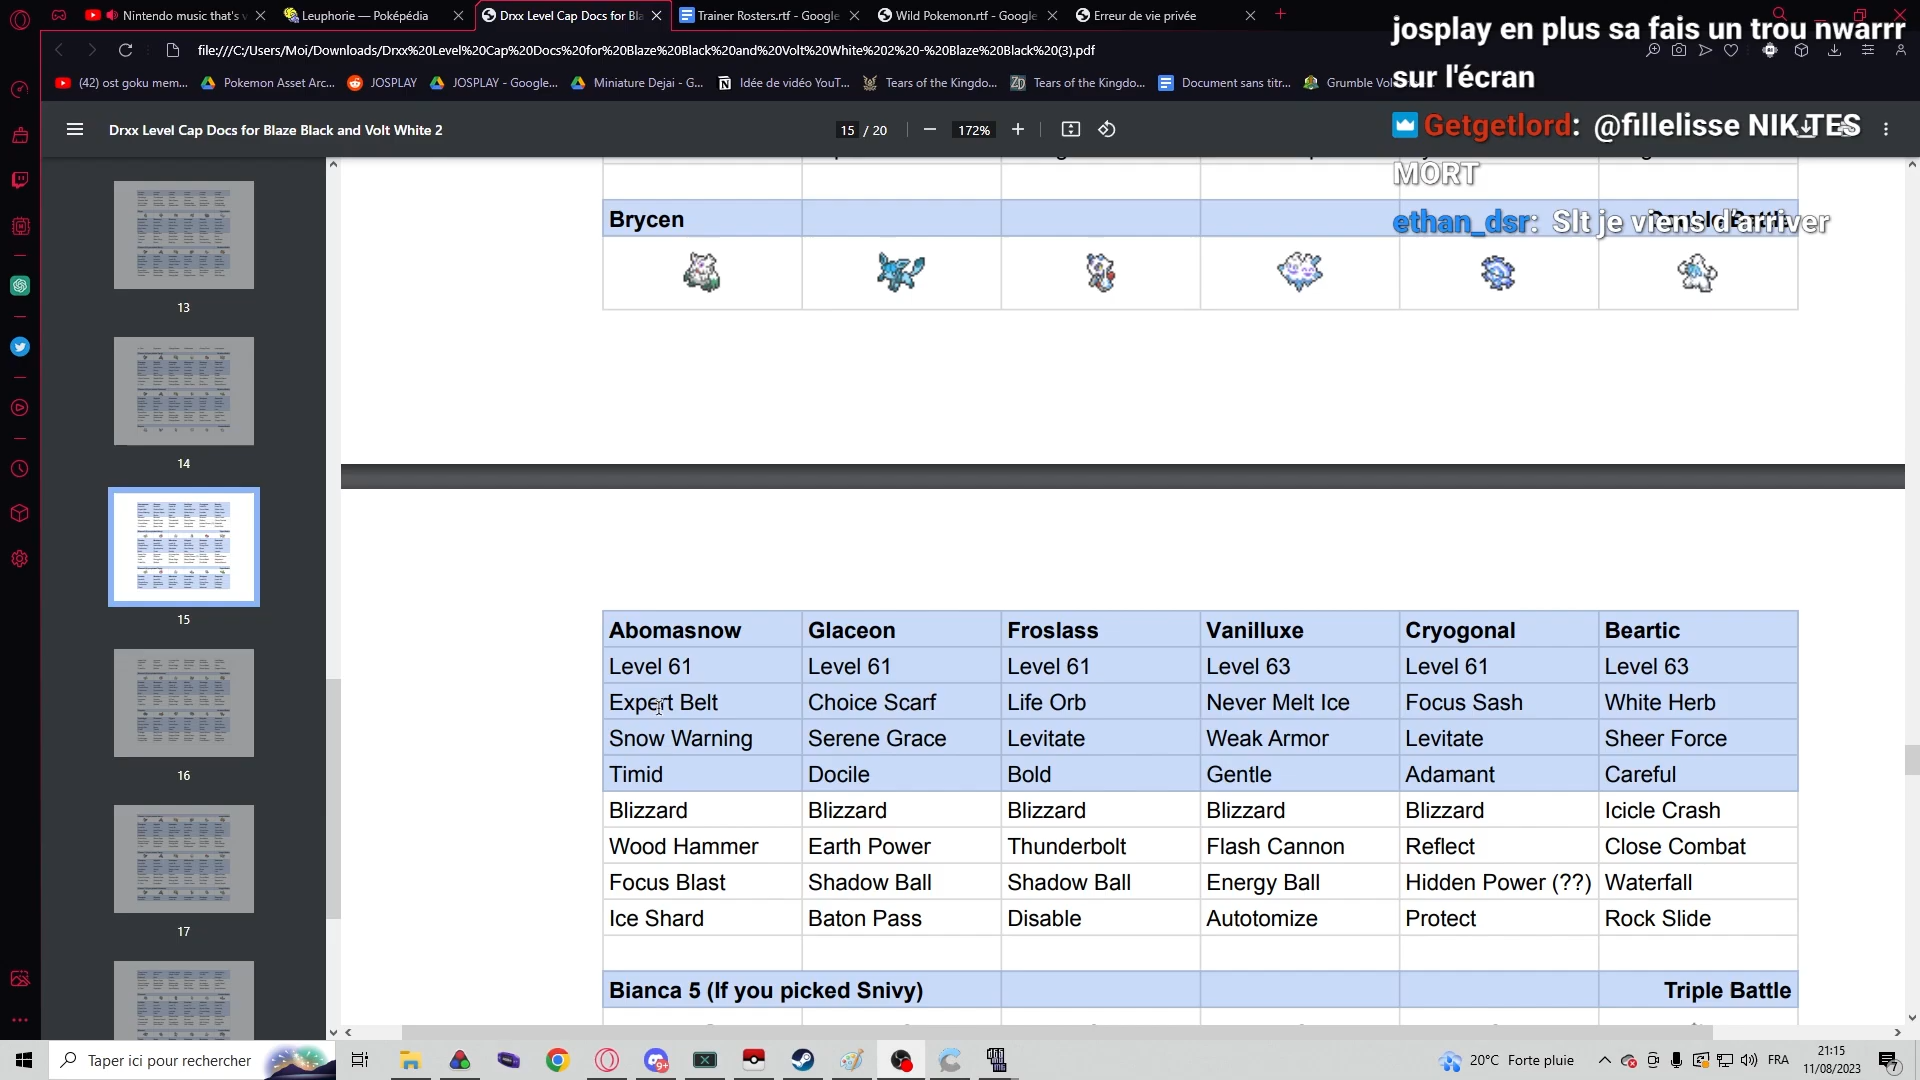 Nintendo music that's v
Leuphorie — Poképédia
Drxx Level Cap Docs for Bla
Trainer Rosters.rtf - Google
Wild Pokemon.rtf - Google
Erreur de vie privée
file:///C:/Users/Moi/Downloads/Drxx%20Level%20Cap%20Docs%20for%20Blaze%20Black%20and%20Volt%20White%202%20-%20Blaze%20Black%20(3).pdf
josplay en plus sa fais un trou nwarrr
sur l'écran
(42) ost goku mem...
Pokemon Asset Arc...
JOSPLAY
JOSPLAY - Google...
Miniature Dejai - G...
Idée de vidéo YouT...
Tears of the Kingdo...
Tears of the Kingdo...
Document sans titr...
Grumble Vo
Drxx Level Cap Docs for Blaze Black and Volt White 2
15 / 20
172%
Getgetlord: @fillelisse NIK TES
MORT
ethan_dsr: Slt je viens d'arriver
13
14
15
16
17
Brycen Double Battle
Abomasnow Glaceon Froslass Vanilluxe Cryogonal Beartic
Level 61 Level 61 Level 61 Level 63 Level 61 Level 63
Expert Belt Choice Scarf Life Orb Never Melt Ice Focus Sash White Herb
Snow Warning Serene Grace Levitate Weak Armor Levitate Sheer Force
Timid Docile Bold Gentle Adamant Careful
Blizzard Blizzard Blizzard Blizzard Blizzard Icicle Crash
Wood Hammer Earth Power Thunderbolt Flash Cannon Reflect Close Combat
Focus Blast Shadow Ball Shadow Ball Energy Ball Hidden Power (??) Waterfall
Ice Shard Baton Pass Disable Autotomize Protect Rock Slide
Bianca 5 (If you picked Snivy) Triple Battle
Taper ici pour rechercher
20°C Forte pluie
FRA
21:15
11/08/2023
7